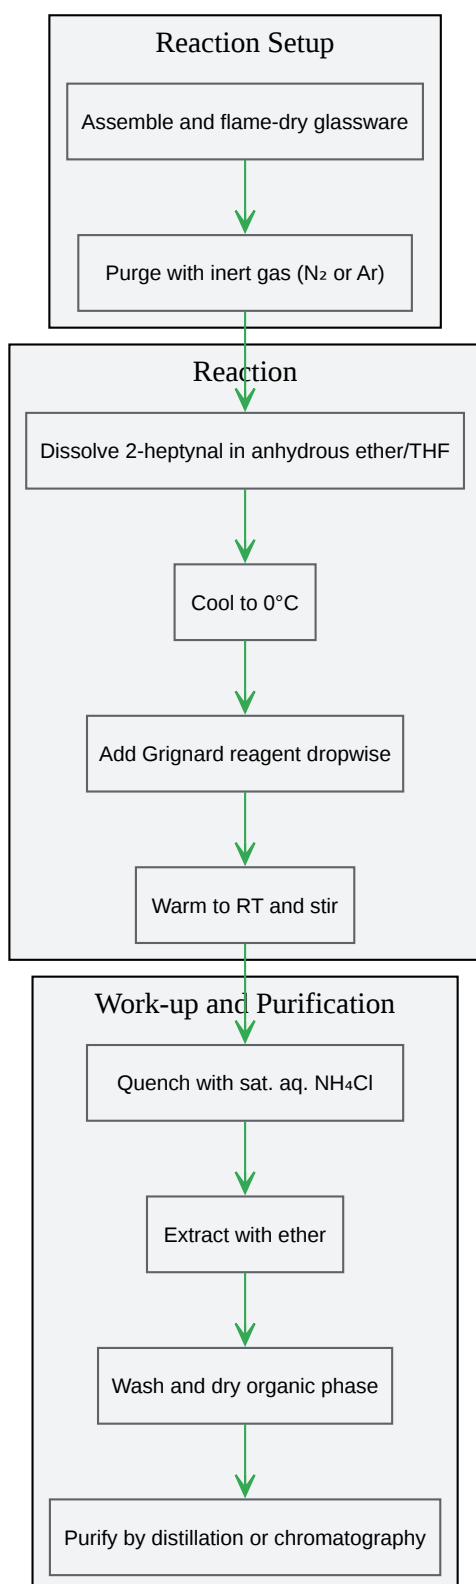 Reaction Setup
Assemble and flame-dry glassware
Purge with inert gas (N₂ or Ar)
Reaction
Dissolve 2-heptynal in anhydrous ether/THF
Cool to 0°C
Add Grignard reagent dropwise
Warm to RT and stir
Work-up and Purification
Quench with sat. aq. NH₄Cl
Extract with ether
Wash and dry organic phase
Purify by distillation or chromatography